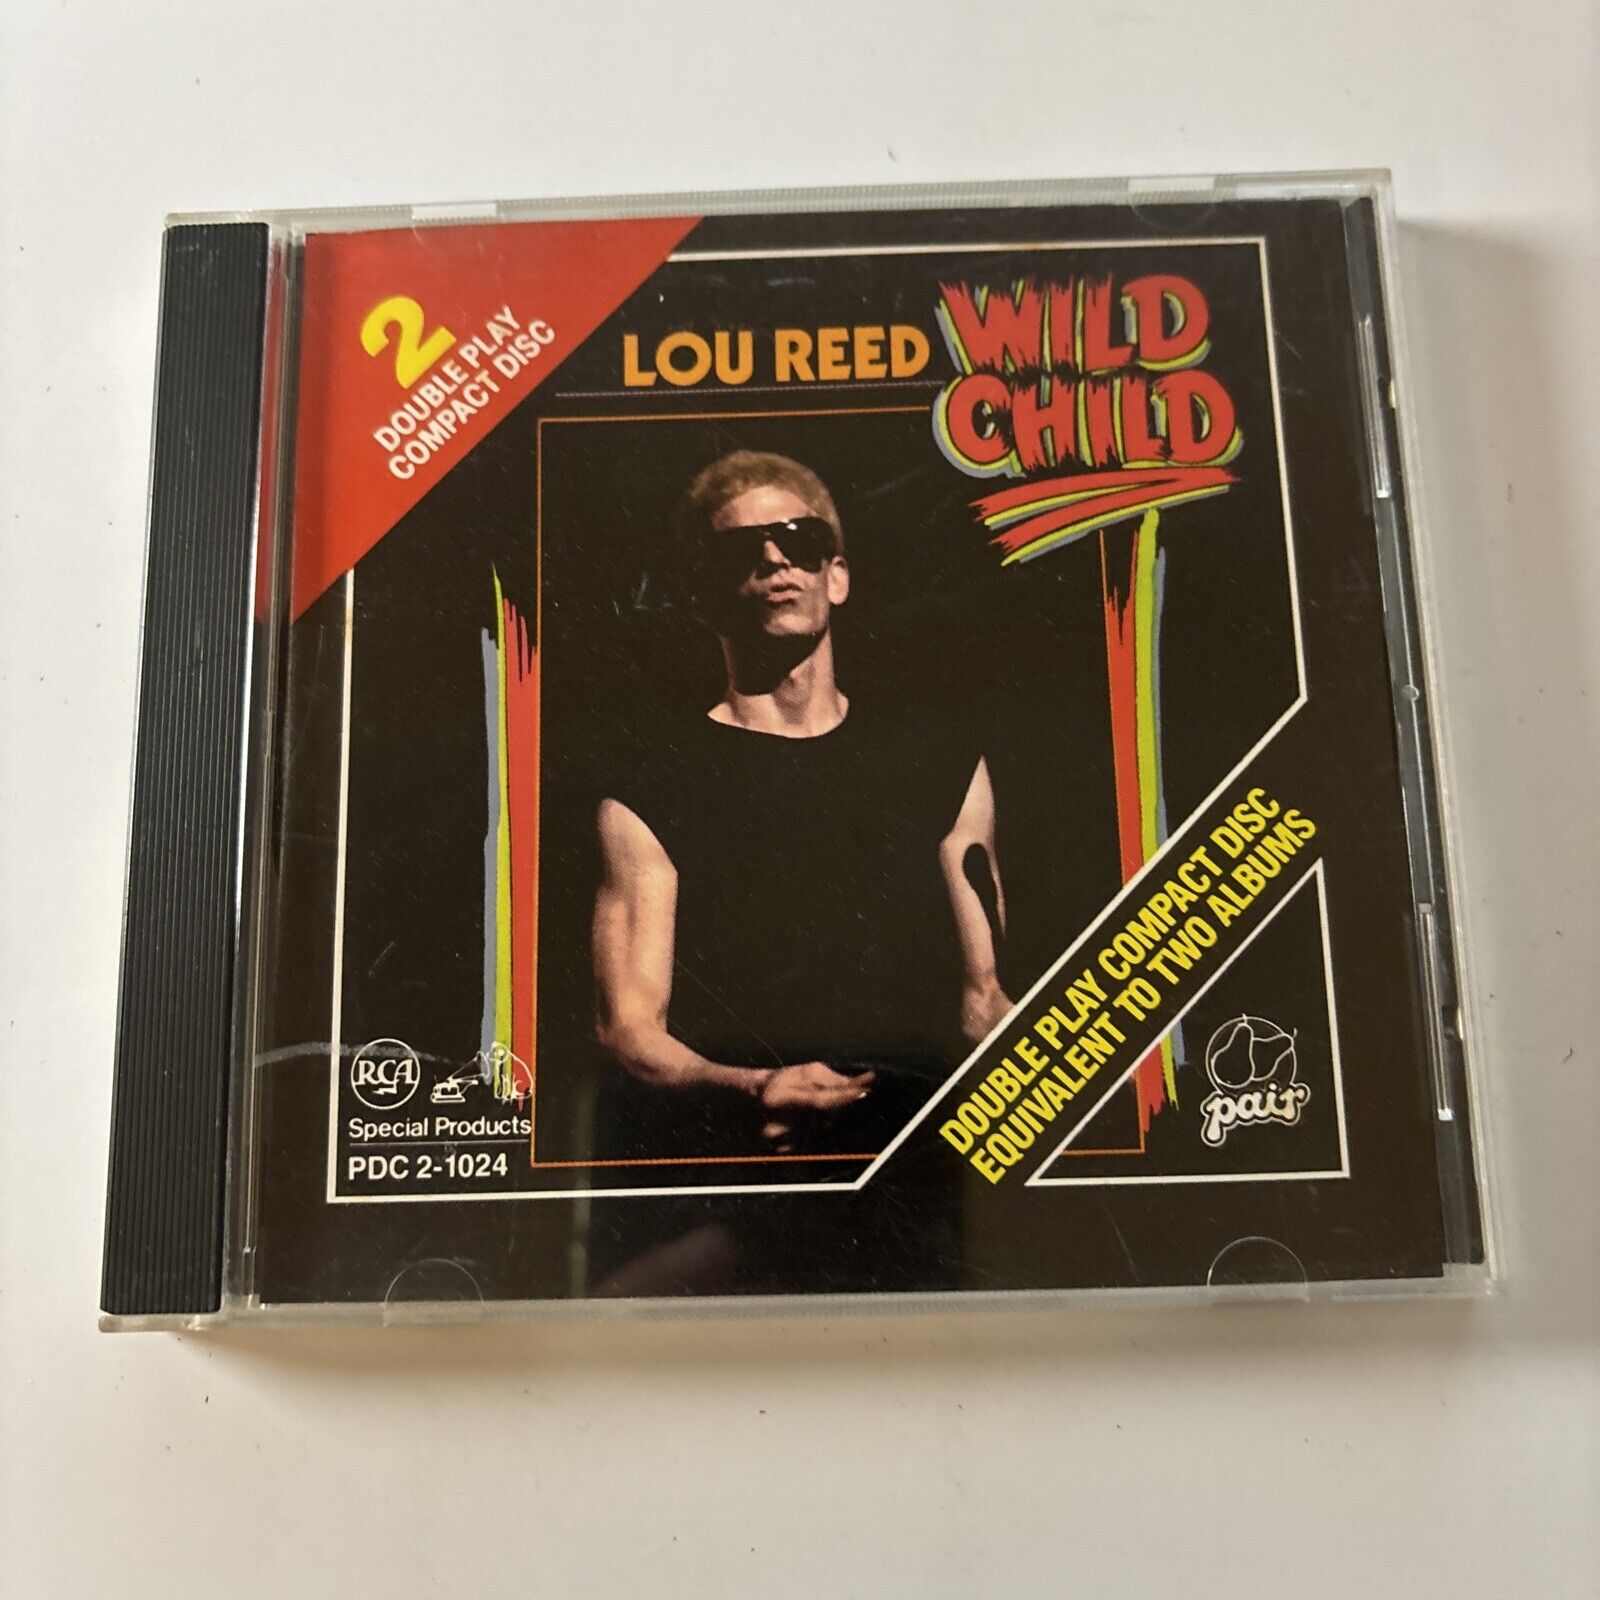 2
DOUBLE PLAY
COMPACT DISC
LOU REED
WILD
CHILD
DOUBLE PLAY COMPACT DISC
EQUIVALENT TO TWO ALBUMS
RCA
Special Products
PDC 2-1024
pair